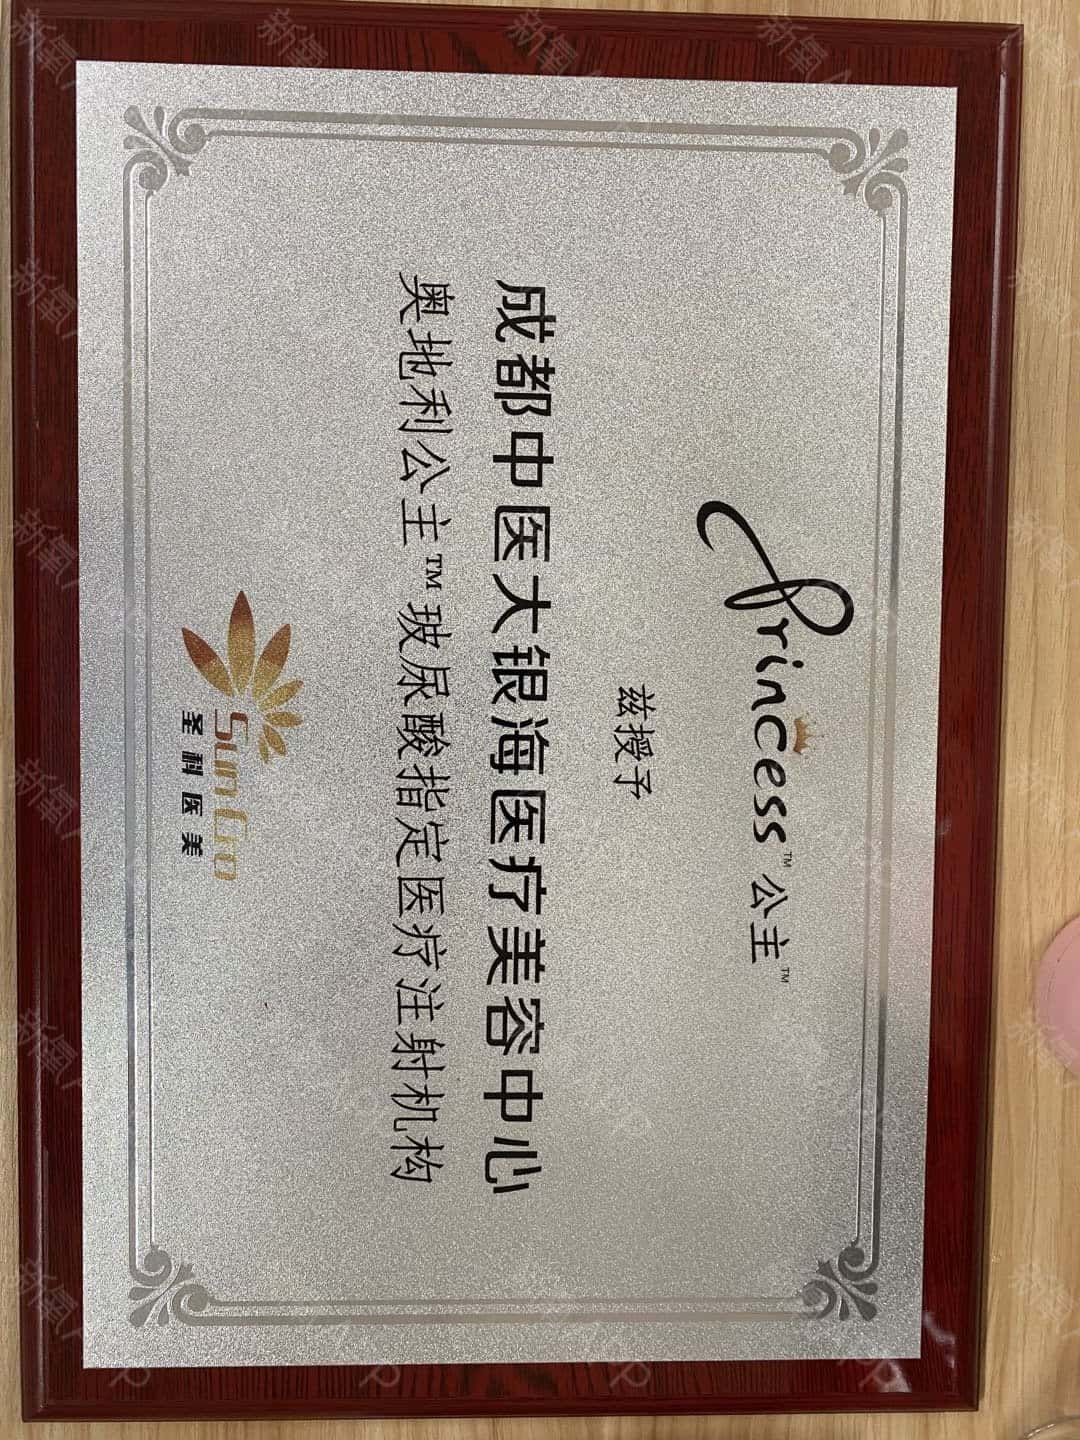 Princess™ 公主™
兹授予
成都中医大银海医疗美容中心
奥地利公主™玻尿酸指定医疗注射机构
SunCro
圣科医美